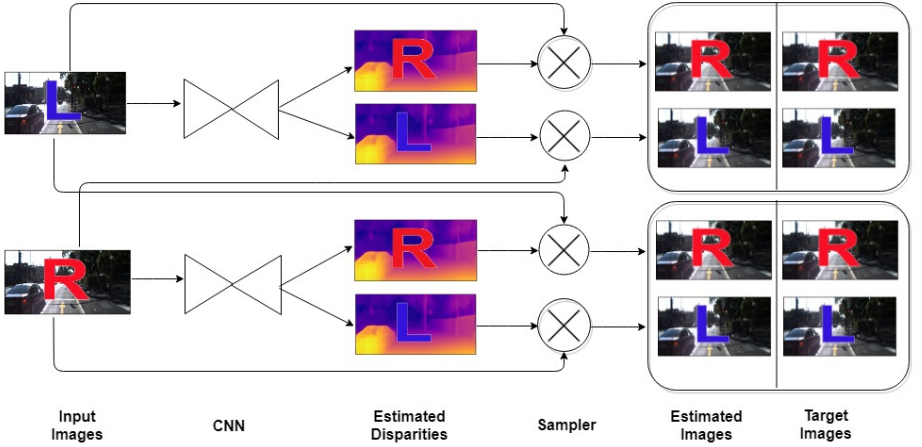 R
R R
L
L
L L
R
R R
R
L
L L
Input
Images
CNN
Estimated
Disparities
Sampler
Estimated
Images
Target
Images